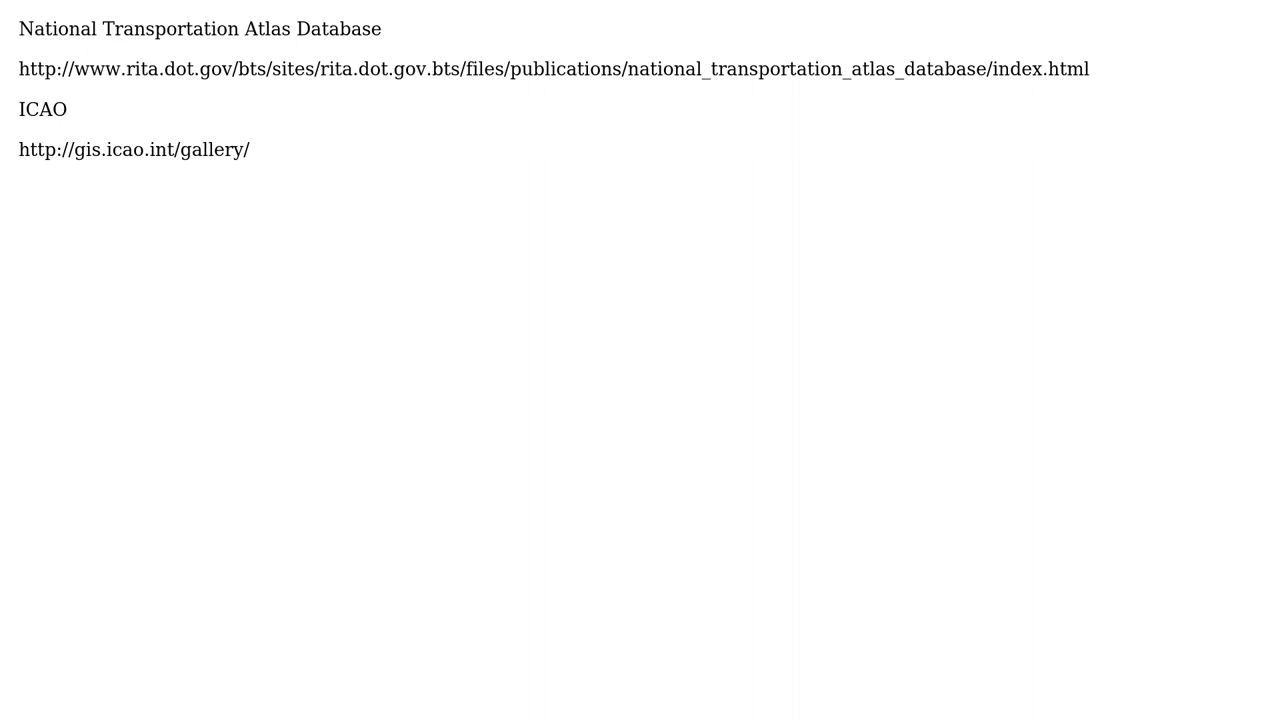 National Transportation Atlas Database
http://www.rita.dot.gov/bts/sites/rita.dot.gov.bts/files/publications/national_transportation_atlas_database/index.html
ICAO
http://gis.icao.int/gallery/